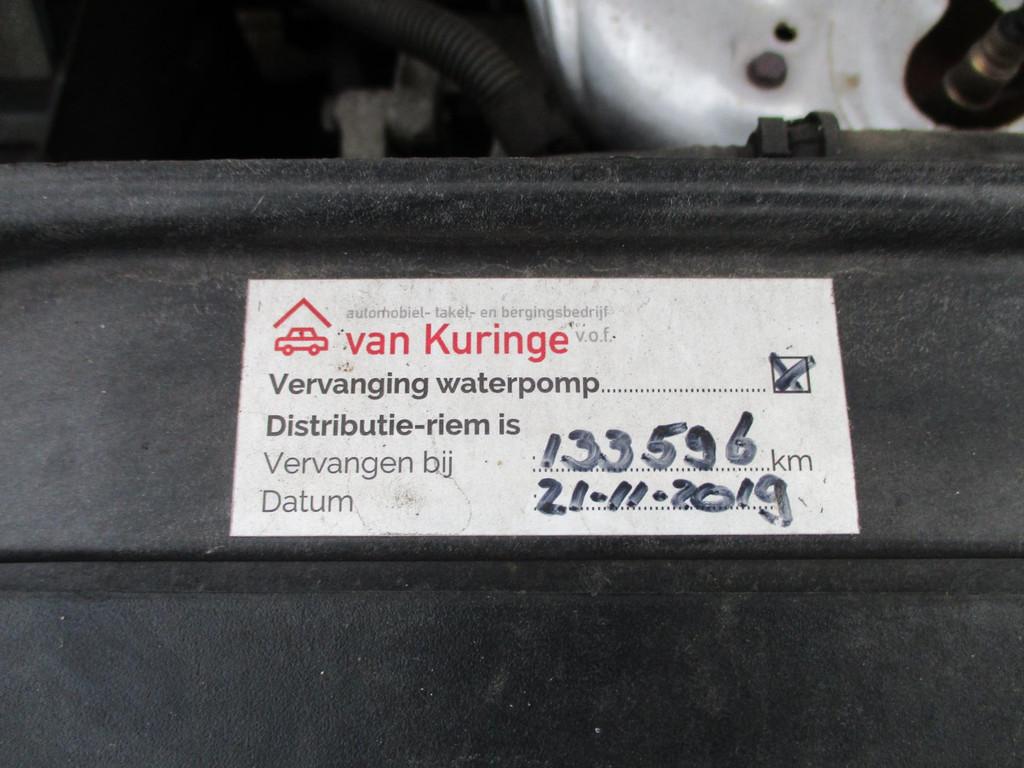 automobiel- takel- en bergingsbedrijf
van Kuringe v.o.f.
Vervanging waterpomp..............................
Distributie-riem is
Vervangen bij 133596 km
Datum 21-11-2019